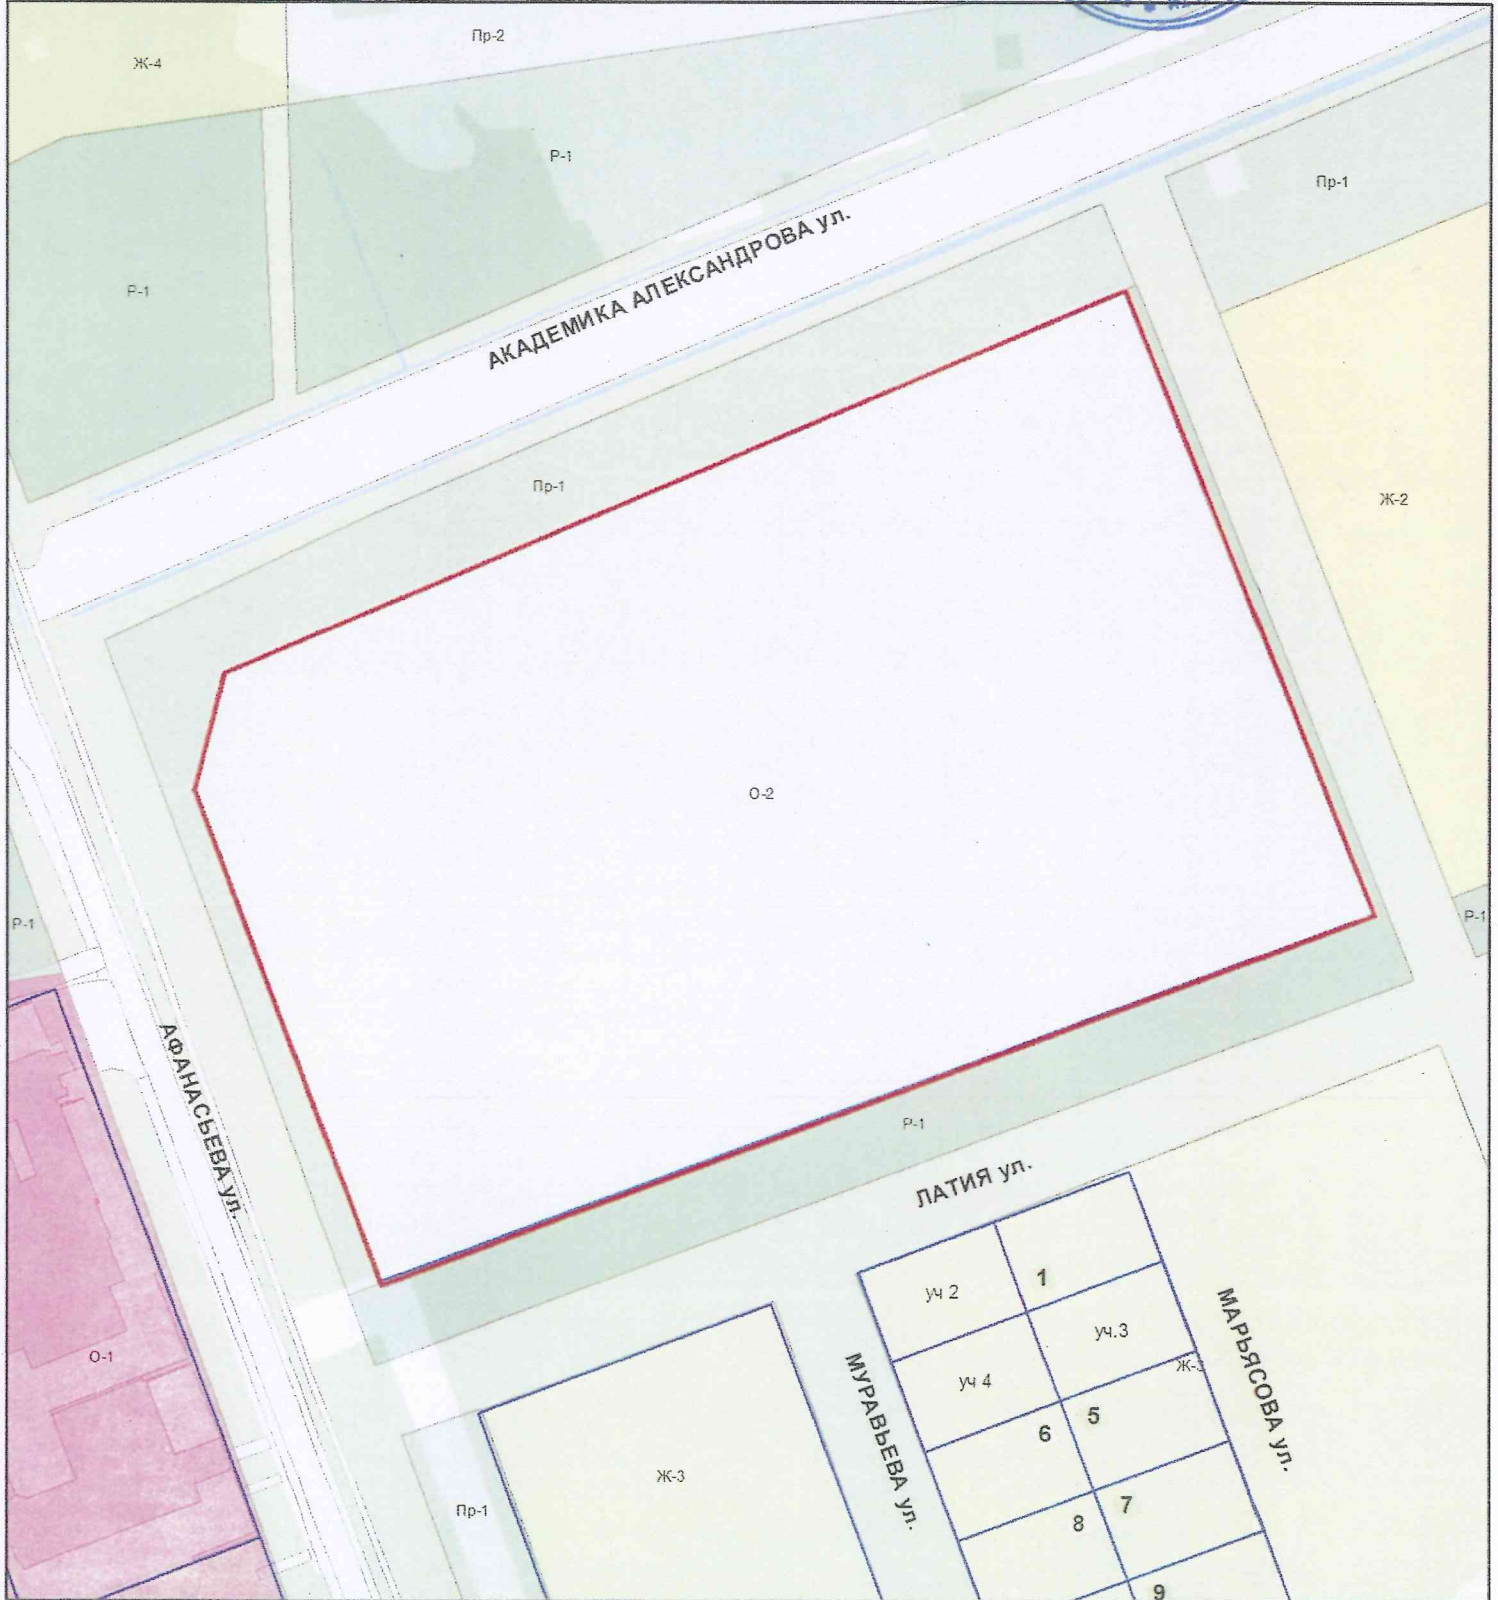 Пр-2
Ж-4
Р-1
Пр-1
Р-1
АКАДЕМИКА АЛЕКСАНДРОВА ул.
Пр-1
Ж-2
О-2
Р-1
Р-1
АФАНАСЬЕВА ул.
Р-1
ЛАТИЯ ул.
уч 2
1
МАРЬЯСОВА ул.
уч.3
О-1
Ж-3
уч 4
МУРАВЬЕВА ул.
5
6
Ж-3
7
Пр-1
8
9